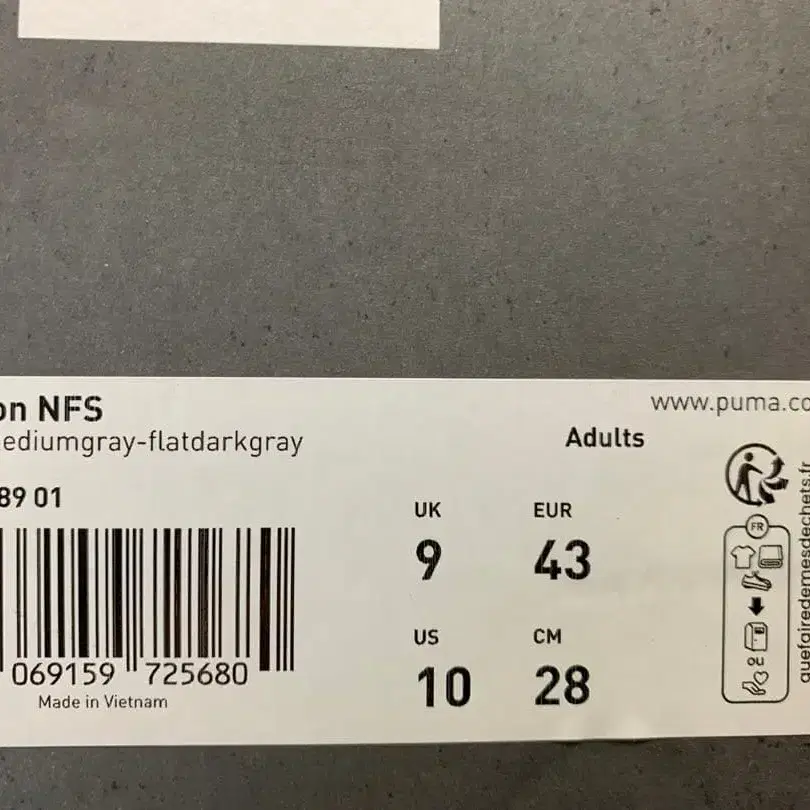 on NFS
ediumgray-flatdarkgray
89 01
069159 725680
Made in Vietnam
www.puma.co
Adults
UK
9
EUR
43
US
10
CM
28
FR
OU
quefairedemesdechets.fr